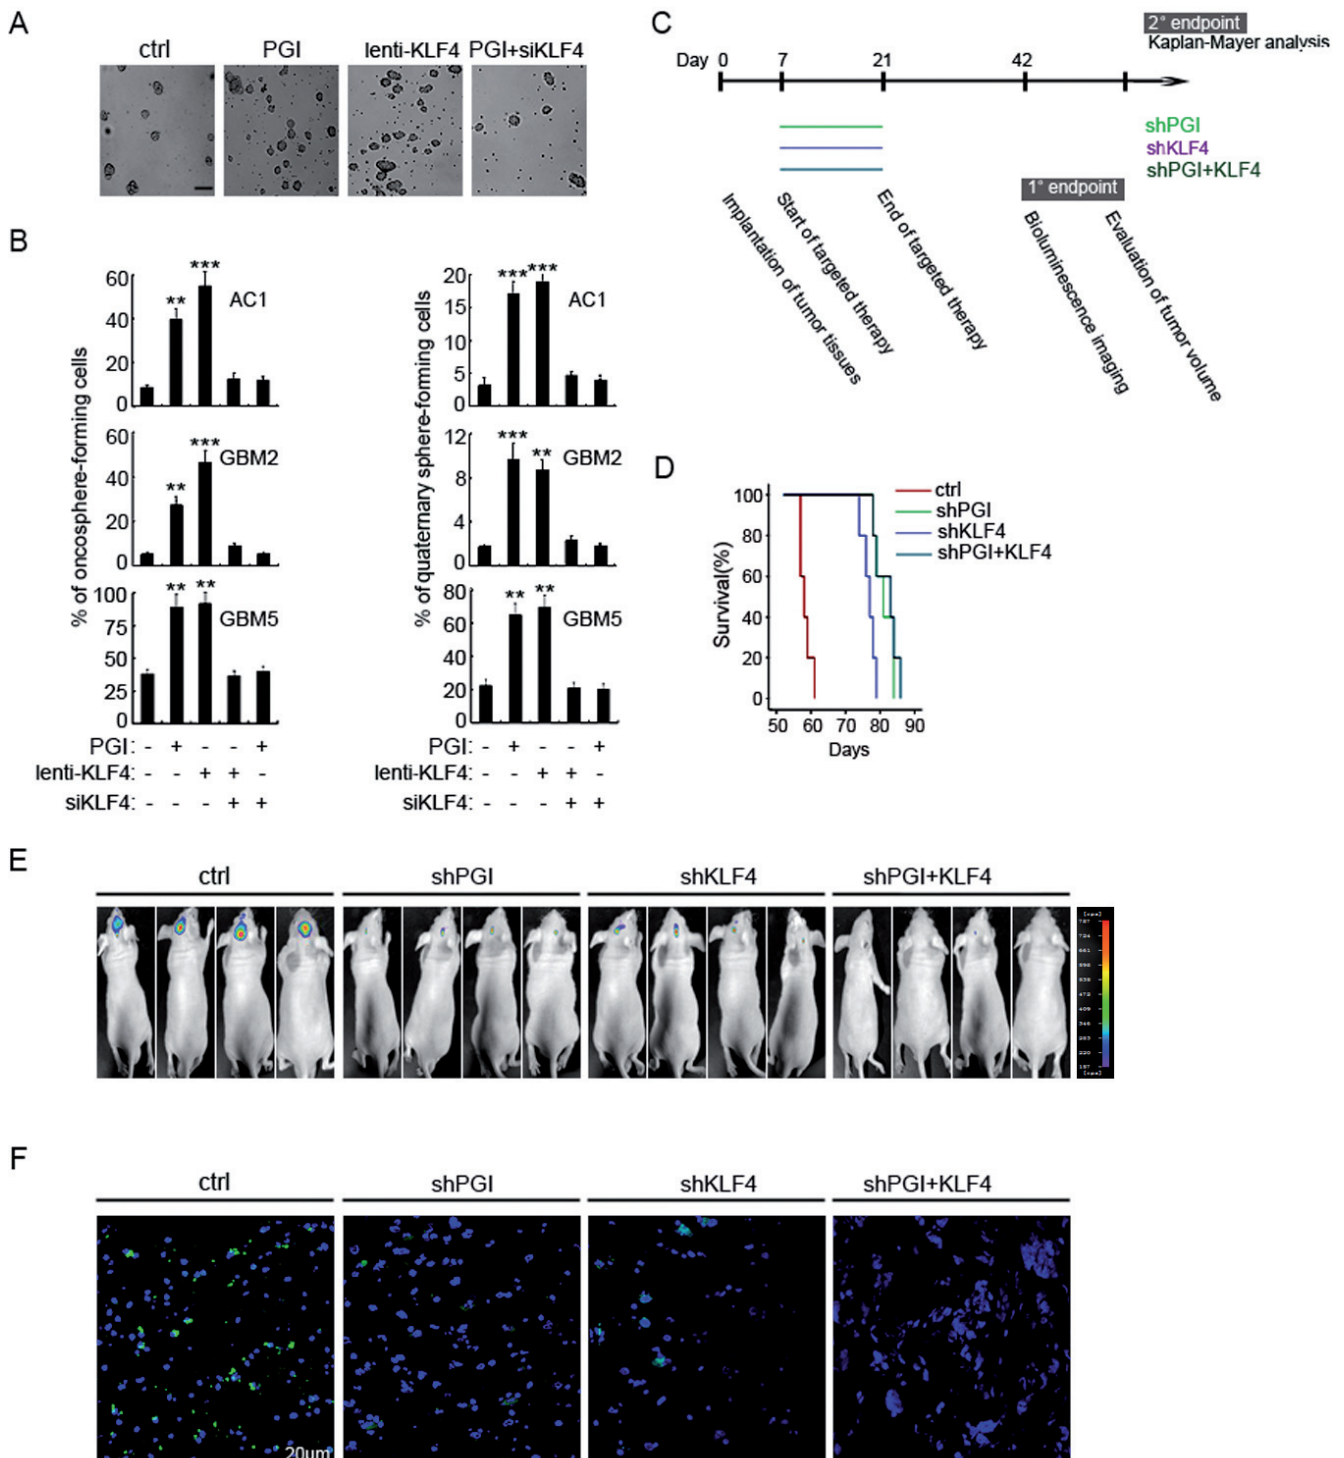 A
ctrl
PGI
lenti-KLF4
PGI+siKLF4
B
% of oncosphere-forming cells
60
40
20
0
AC1
**
***
60
40
20
0
GBM2
**
***
100
75
50
25
0
GBM5
**
**
PGI: - + - - +
lenti-KLF4: - - + + -
siKLF4: - - - + +
% of quaternary sphere-forming cells
20
15
10
5
0
AC1
***
***
12
8
4
0
GBM2
***
**
80
60
40
20
0
GBM5
**
**
PGI: - + - - +
lenti-KLF4: - - + + -
siKLF4: - - - + +
C
2° endpoint
Kaplan-Mayer analysis
Day 0 7 21 42
shPGI
shKLF4
shPGI+KLF4
1° endpoint
Implantation of tumor tissues
Start of targeted therapy
End of targeted therapy
Bioluminescence imaging
Evaluation of tumor volume
D
Survival(%)
100
80
60
40
20
0
50 60 70 80 90
Days
ctrl
shPGI
shKLF4
shPGI+KLF4
E
ctrl
shPGI
shKLF4
shPGI+KLF4
F
ctrl
shPGI
shKLF4
shPGI+KLF4
20um